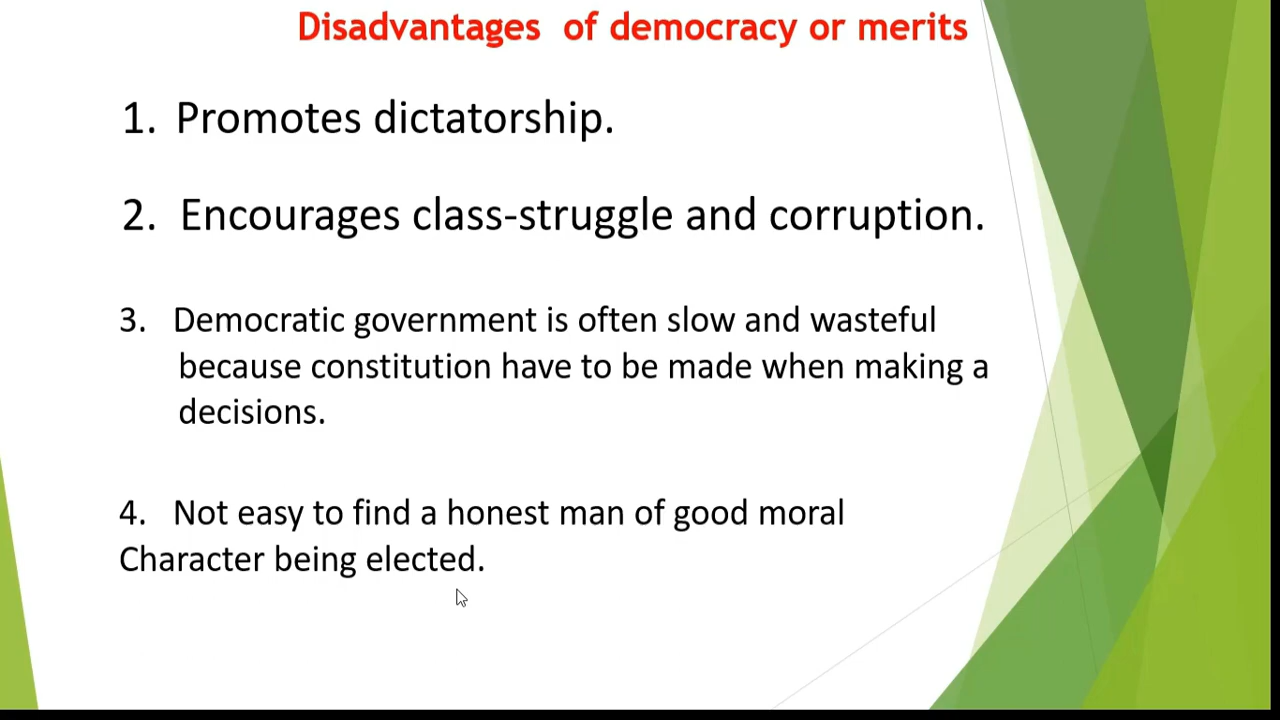 Disadvantages of democracy or merits
1. Promotes dictatorship.
2. Encourages class-struggle and corruption.
3. Democratic government is often slow and wasteful
because constitution have to be made when making a
decisions.
4. Not easy to find a honest man of good moral
Character being elected.